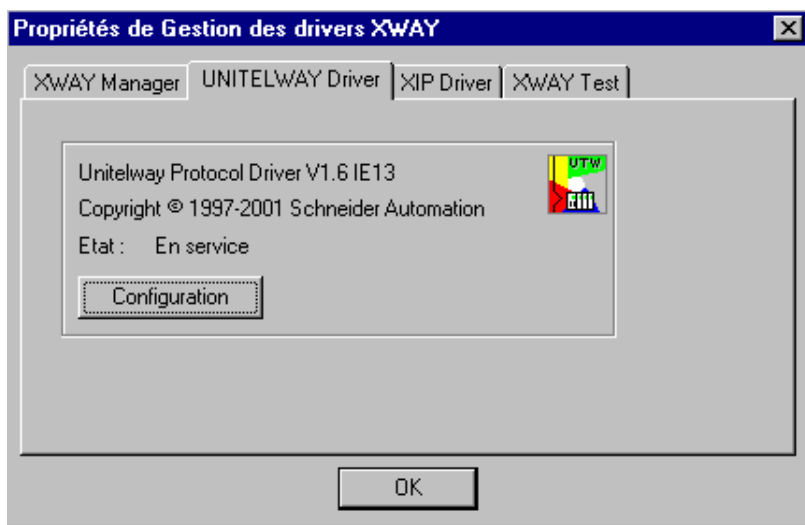 Propriétés de Gestion des drivers XWAY
XWAY Manager UNITELWAY Driver XIP Driver XWAY Test
Unitelway Protocol Driver V1.6 IE13
UTW
Copyright © 1997-2001 Schneider Automation
Etat : En service
Configuration
OK